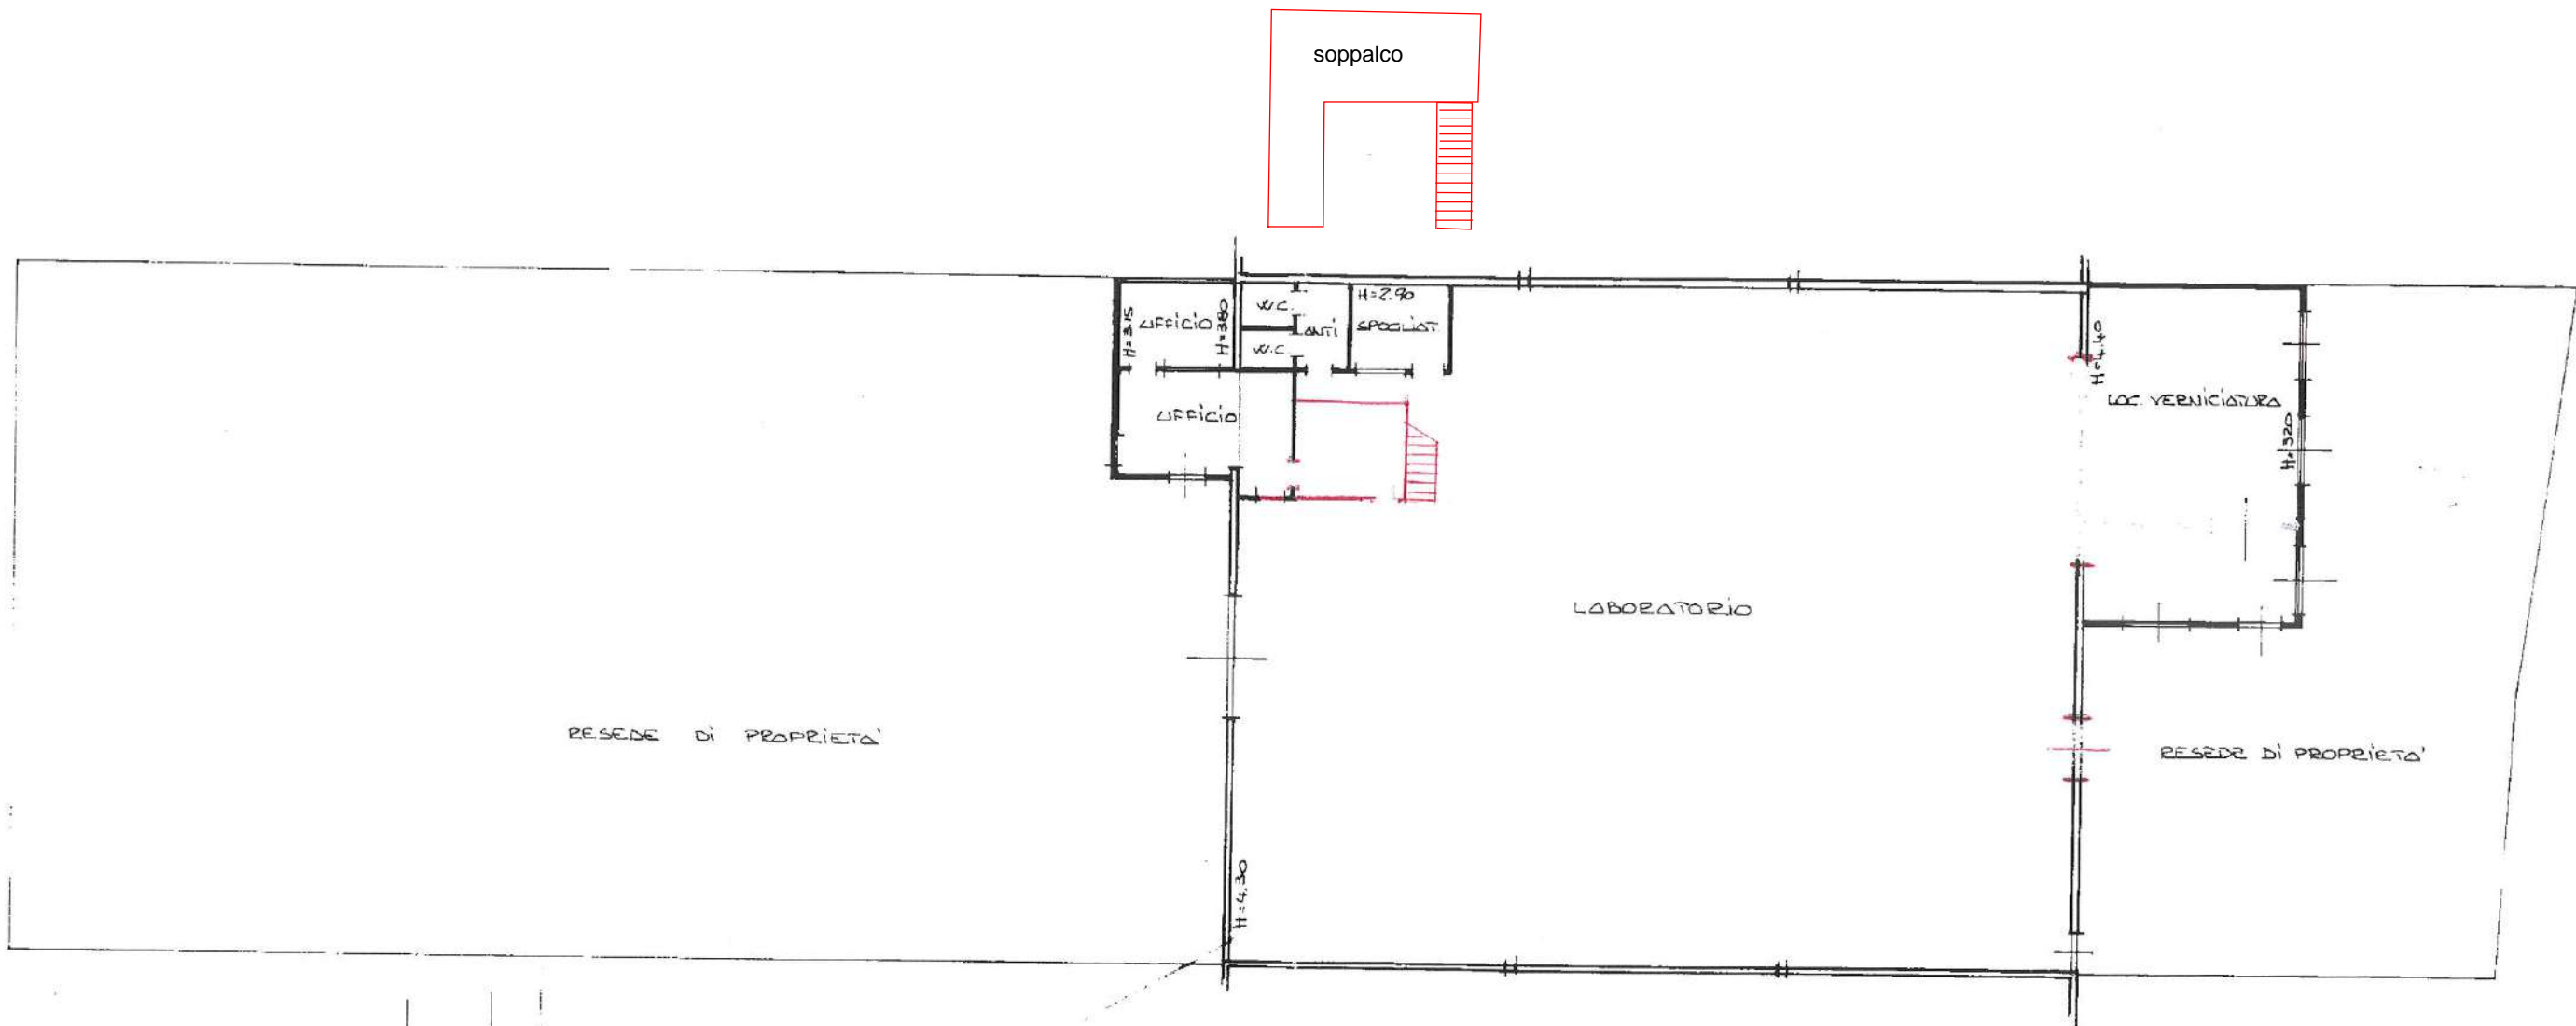 soppalco
H=3.15
UFFICIO
H=380
W.C.
W.C
ANTI
H=2.90
SPOGLIAT.
UFFICIO
H=4.40
LOC. VERNICIATURA
H=320
LABORATORIO
RESEDE DI PROPRIETA'
RESEDE DI PROPRIETA'
H=4.30